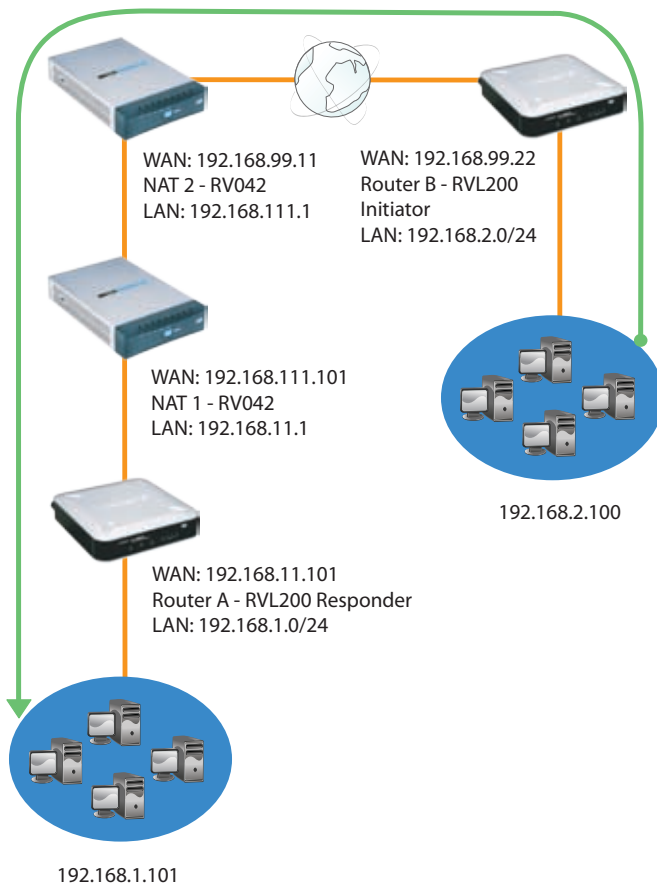 WAN: 192.168.99.11
NAT 2 - RV042
LAN: 192.168.111.1
WAN: 192.168.99.22
Router B - RVL200
Initiator
LAN: 192.168.2.0/24
WAN: 192.168.111.101
NAT 1 - RV042
LAN: 192.168.11.1
192.168.2.100
WAN: 192.168.11.101
Router A - RVL200 Responder
LAN: 192.168.1.0/24
192.168.1.101